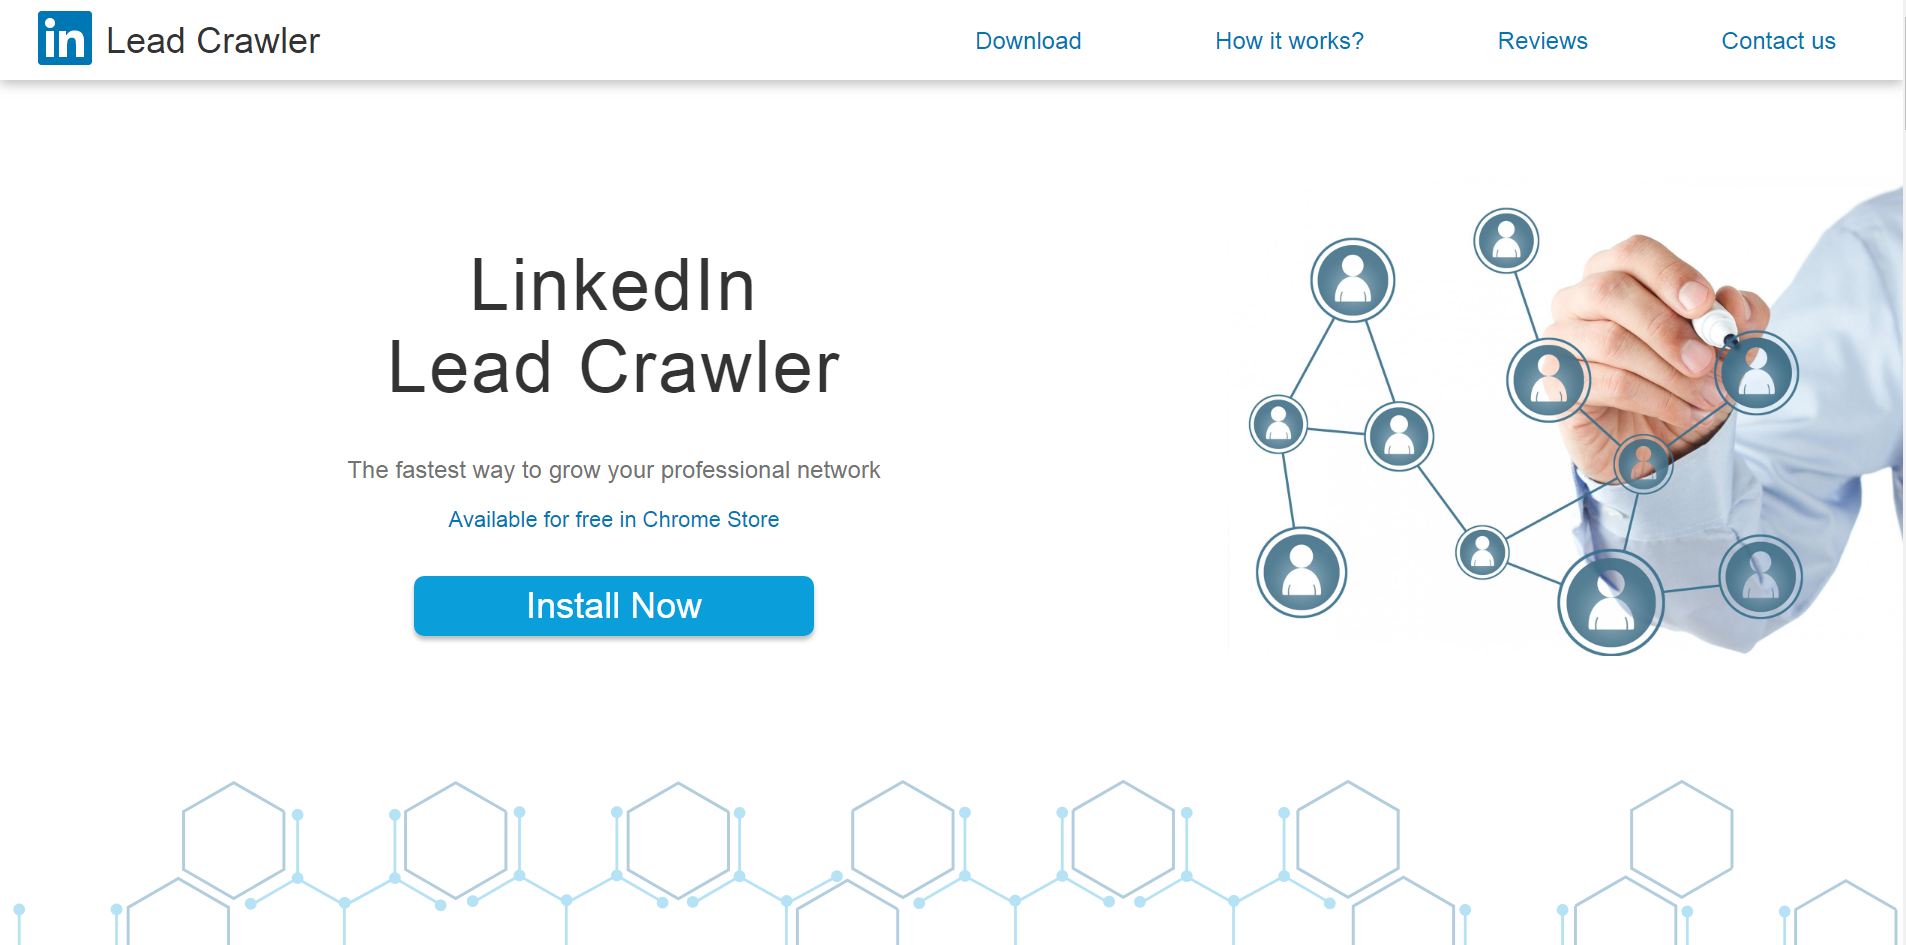 in Lead Crawler
Download
How it works?
Reviews
Contact us
LinkedIn
Lead Crawler
The fastest way to grow your professional network
Available for free in Chrome Store
Install Now